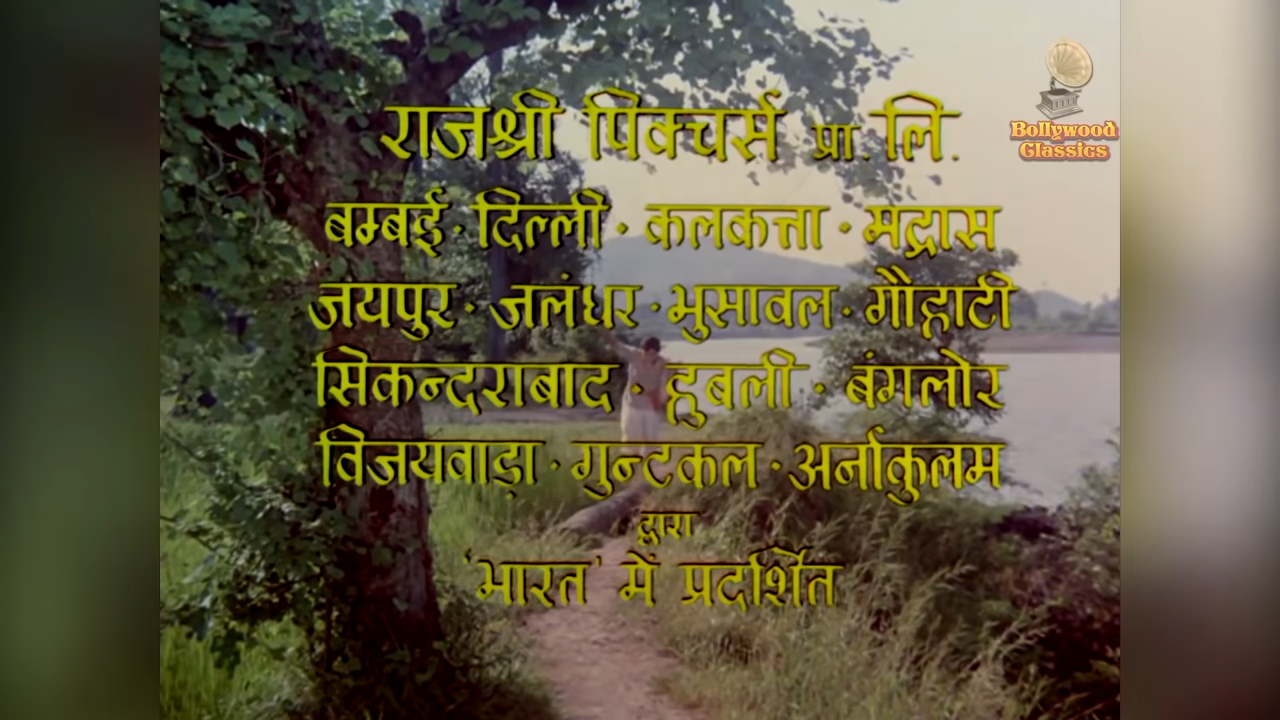 राजश्री पिक्चर्स प्रा. लि.
बम्बई · दिल्ली · कलकत्ता · मद्रास
जयपुर · जलंधर · भुसावल · गौहाटी
सिकन्दराबाद · हुबली · बंगलोर
विजयवाड़ा · गुन्टकल · अर्नाकुलम
द्वारा
'भारत' में प्रदर्शित
Bollywood
Classics